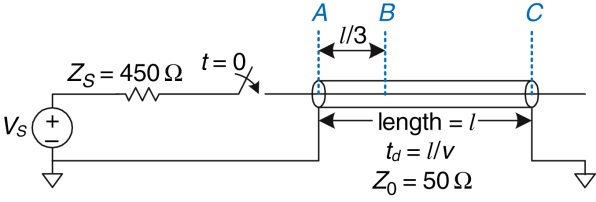 A B C
l/3
Z_S = 450 Ω t = 0
V_S + −
length = l
t_d = l/v
Z_0 = 50 Ω